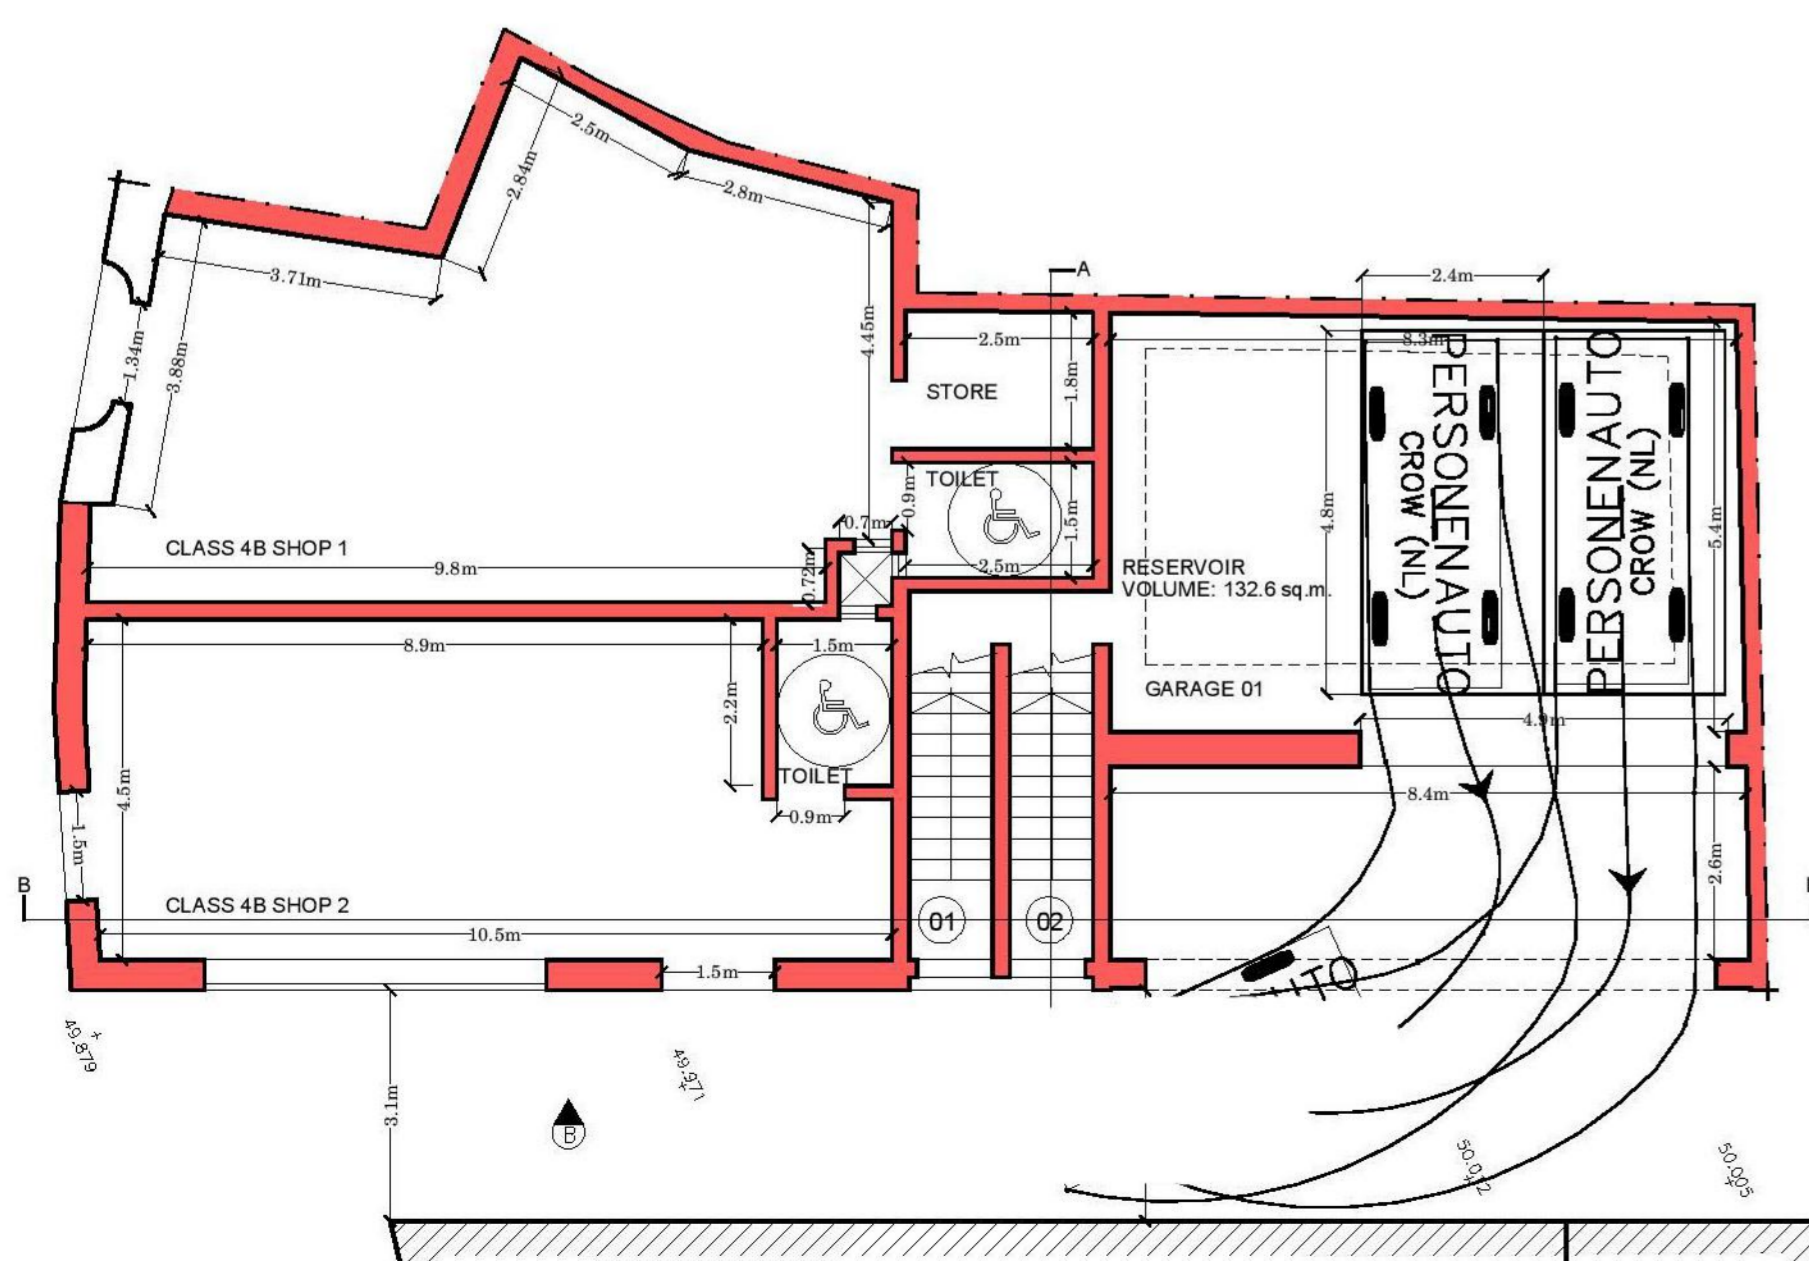 2.5m
2.84m
2.8m
3.71m
1.34m
3.88m
4.45m
A
2.4m
2.5m
8.3m
STORE
1.8m
TOILET
0.9m
1.5m
0.7m
2.5m
CLASS 4B SHOP 1
9.8m
0.72m
RESERVOIR
VOLUME: 132.6 sq.m.
4.8m
PERSONENAUTO
CROW (NL)
PERSONENAUTO
CROW (NL)
5.4m
8.9m
1.5m
2.2m
TOILET
0.9m
GARAGE 01
4.9m
8.4m
4.5m
1.5m
2.6m
B
CLASS 4B SHOP 2
10.5m
01
02
1.5m
UTO
49.879
49.971
3.1m
B
50.012
50.005